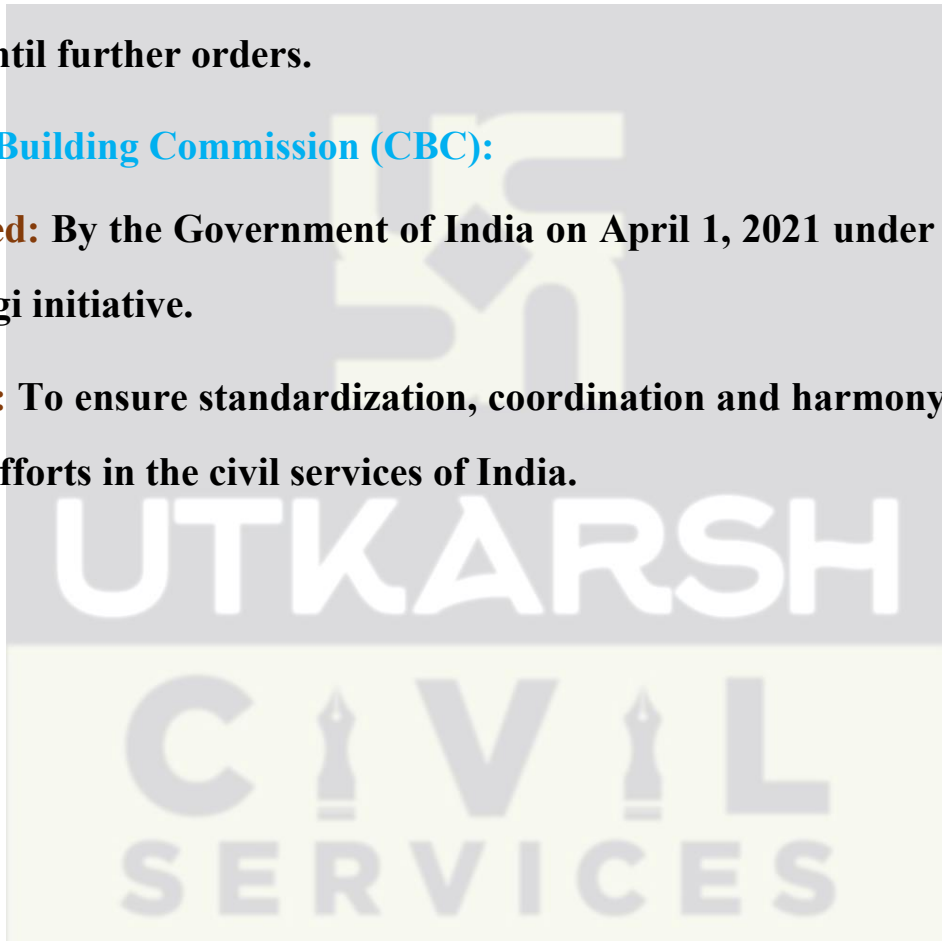 ntil further orders.
Building Commission (CBC):
ed: By the Government of India on April 1, 2021 under
gi initiative.
: To ensure standardization, coordination and harmony
fforts in the civil services of India.
UTKARSH
CIVIL
SERVICES